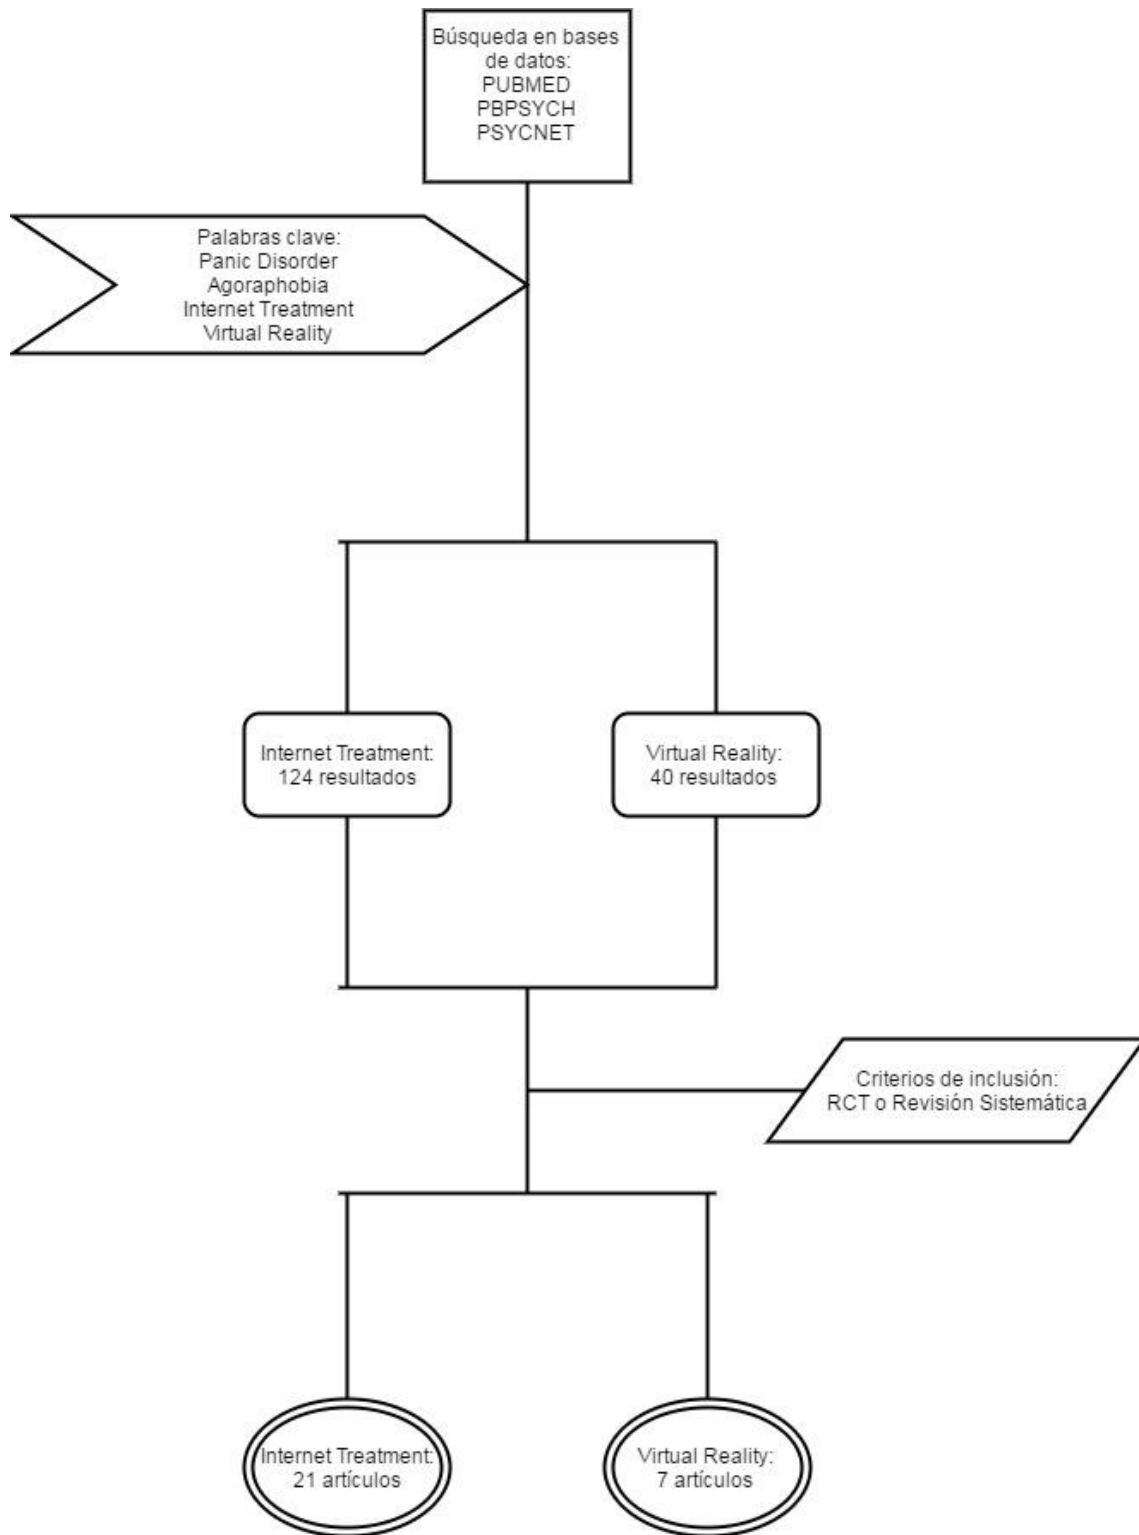 Búsqueda en bases
de datos:
PUBMED
PBPSYCH
PSYCNET
Palabras clave:
Panic Disorder
Agoraphobia
Internet Treatment
Virtual Reality
Internet Treatment:
124 resultados
Virtual Reality:
40 resultados
Criterios de inclusión:
RCT o Revisión Sistemática
Internet Treatment:
21 artículos
Virtual Reality:
7 artículos